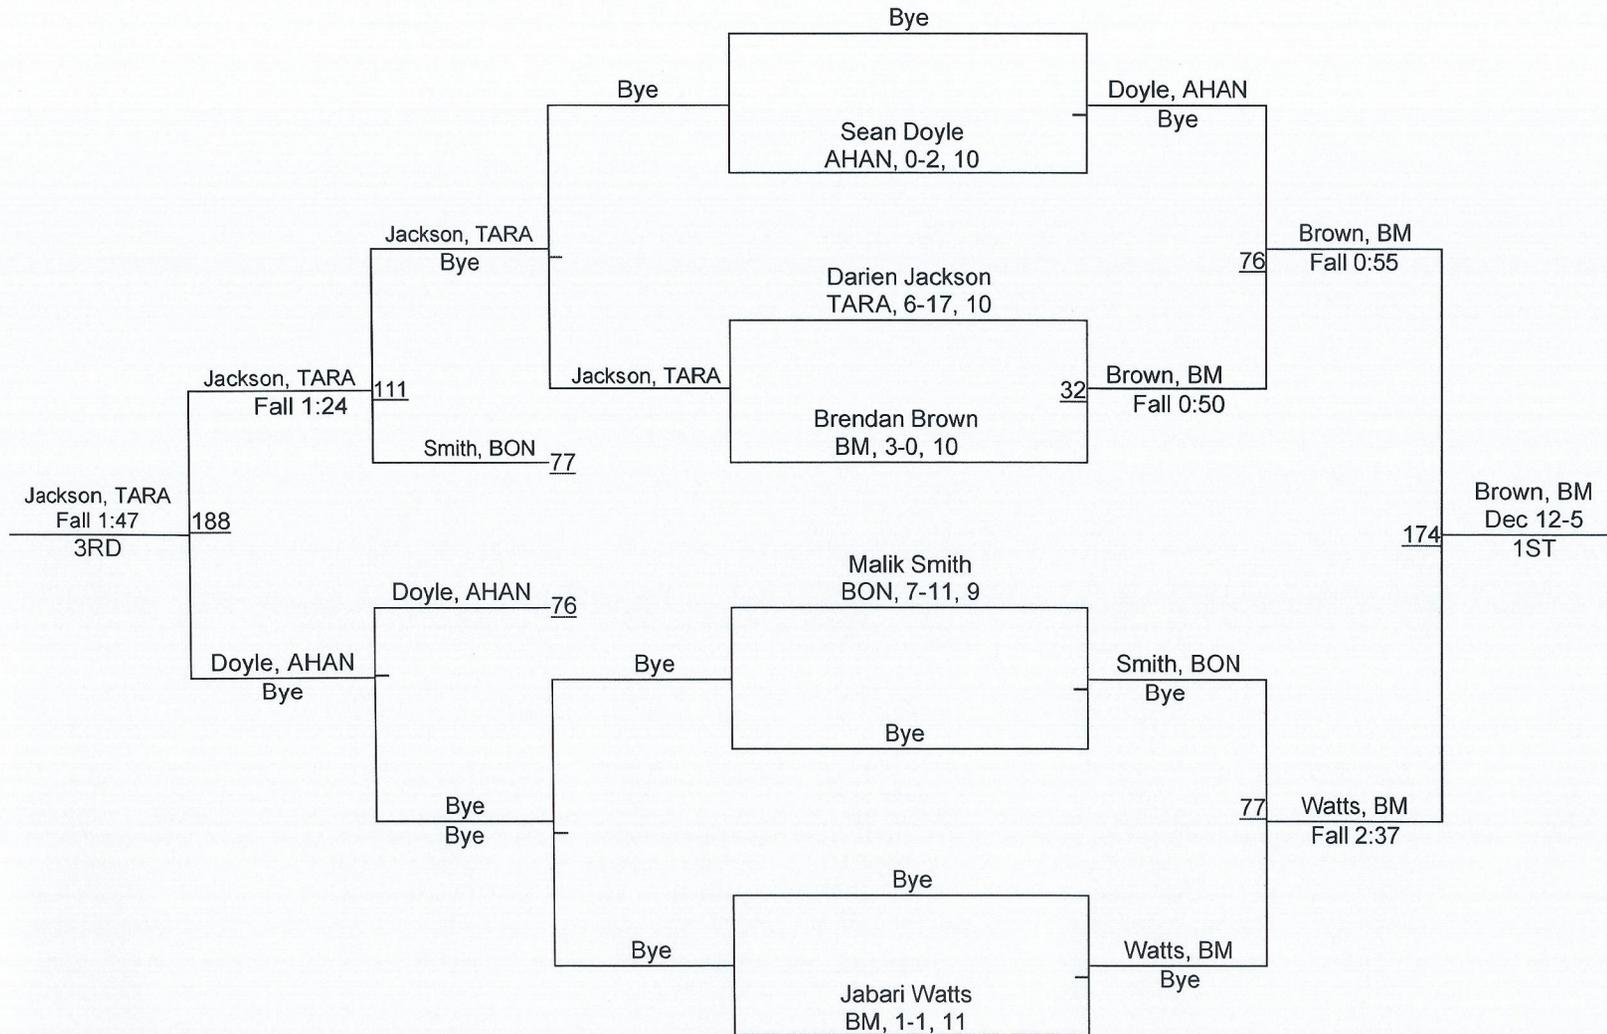 Bye
Bye
Doyle, AHAN
Bye
Sean Doyle
AHAN, 0-2, 10
Jackson, TARA
Bye
Brown, BM
76
Fall 0:55
Darien Jackson
TARA, 6-17, 10
Jackson, TARA
111
Fall 1:24
Jackson, TARA
32
Brown, BM
Fall 0:50
Brendan Brown
BM, 3-0, 10
Smith, BON
77
Jackson, TARA
Fall 1:47
188
3RD
Brown, BM
Dec 12-5
174
1ST
Malik Smith
BON, 7-11, 9
Doyle, AHAN
76
Doyle, AHAN
Bye
Bye
Smith, BON
Bye
Bye
Bye
Bye
77
Watts, BM
Fall 2:37
Bye
Bye
Watts, BM
Bye
Jabari Watts
BM, 1-1, 11